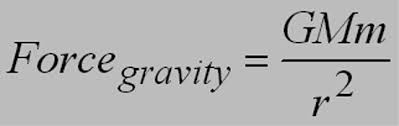 Force_gravity = GMm / r²